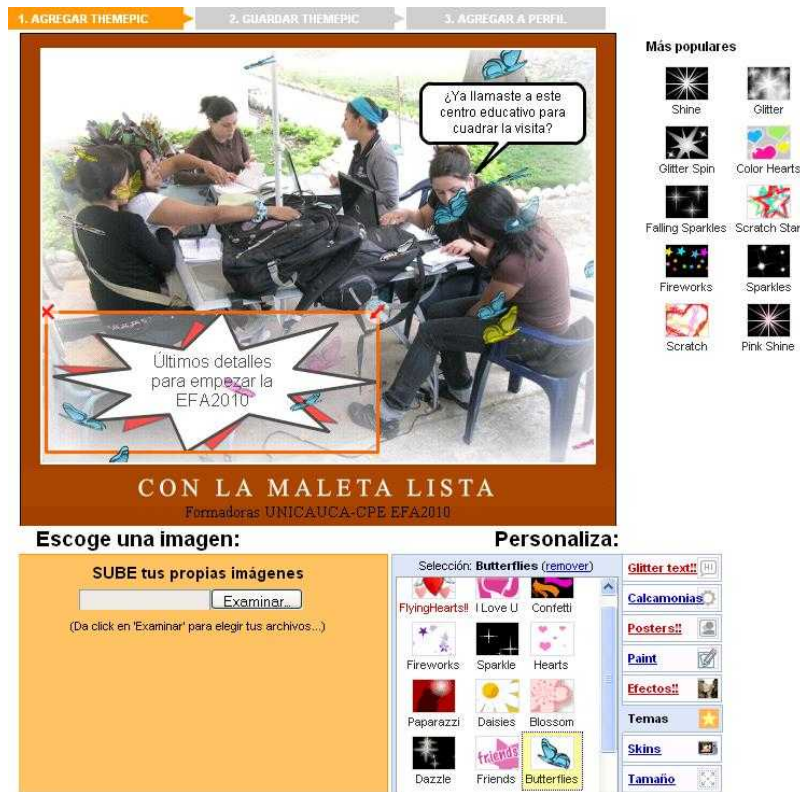 1. AGREGAR THEMEPIC
2. GUARDAR THEMEPIC
3. AGREGAR A PERFIL
¿Ya llamaste a este
centro educativo para
cuadrar la visita?
Últimos detalles
para empezar la
EFA2010
CON LA MALETA LISTA
Formadoras UNICAUCA-CPE EFA2010
Más populares
Shine
Glitter
Glitter Spin
Color Hearts
Falling Sparkles
Scratch Star
Fireworks
Sparkles
Scratch
Pink Shine
Escoge una imagen:
SUBE tus propias imágenes
Examinar...
(Da click en 'Examinar' para elegir tus archivos...)
Personaliza:
Selección: Butterflies (remover)
FlyingHearts!!
I Love U
Confetti
Fireworks
Sparkle
Hearts
Paparazzi
Daisies
Blossom
friends
Dazzle
Friends
Butterflies
Glitter text!!
HI
Calcamonias
Posters!!
Paint
Efectos!!
Temas
Skins
Tamaño